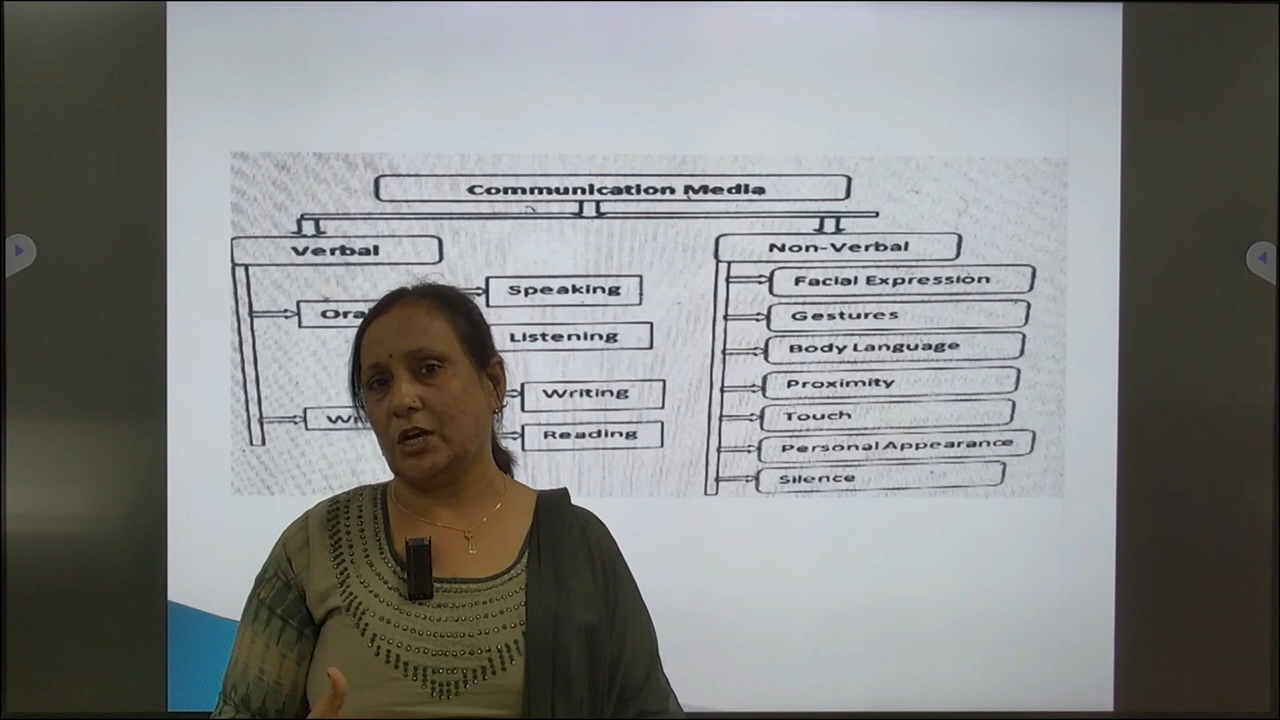 Communication Media
Verbal
Non-Verbal
Speaking
Listening
Writing
Reading
Facial Expression
Gestures
Body Language
Proximity
Touch
Personal Appearance
Silence